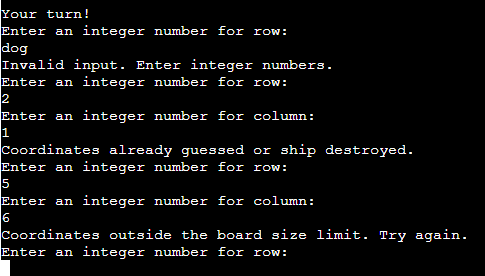 Your turn!
Enter an integer number for row:
dog
Invalid input. Enter integer numbers.
Enter an integer number for row:
2
Enter an integer number for column:
1
Coordinates already guessed or ship destroyed.
Enter an integer number for row:
5
Enter an integer number for column:
6
Coordinates outside the board size limit. Try again.
Enter an integer number for row: